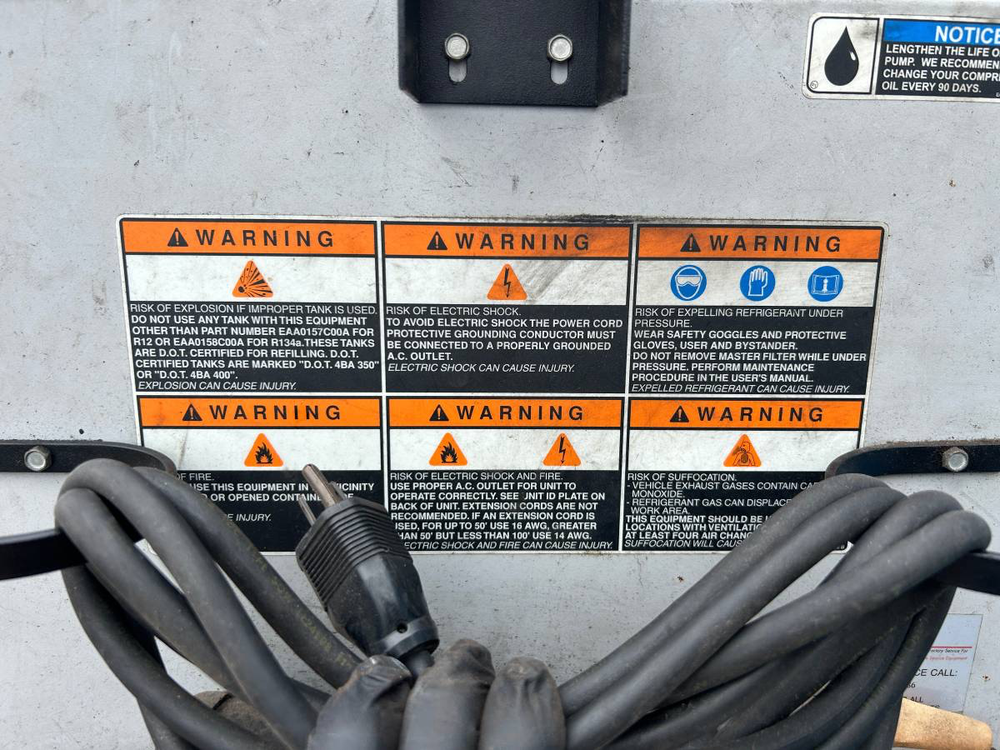 NOTICE
LENGTHEN THE LIFE O
PUMP. WE RECOMMEN
CHANGE YOUR COMPR
OIL EVERY 90 DAYS.
WARNING
RISK OF EXPLOSION IF IMPROPER TANK IS USED.
DO NOT USE ANY TANK WITH THIS EQUIPMENT
OTHER THAN PART NUMBER EAA0157C00A FOR
R12 OR EAA0158C00A FOR R134a.THESE TANKS
ARE D.O.T. CERTIFIED FOR REFILLING. D.O.T.
CERTIFIED TANKS ARE MARKED "D.O.T. 4BA 350"
OR "D.O.T. 4BA 400".
EXPLOSION CAN CAUSE INJURY.
WARNING
RISK OF ELECTRIC SHOCK.
TO AVOID ELECTRIC SHOCK THE POWER CORD
PROTECTIVE GROUNDING CONDUCTOR MUST
BE CONNECTED TO A PROPERLY GROUNDED
A.C. OUTLET.
ELECTRIC SHOCK CAN CAUSE INJURY.
WARNING
RISK OF EXPELLING REFRIGERANT UNDER
PRESSURE.
WEAR SAFETY GOGGLES AND PROTECTIVE
GLOVES, USER AND BYSTANDER.
DO NOT REMOVE MASTER FILTER WHILE UNDER
PRESSURE. PERFORM MAINTENANCE
PROCEDURE IN THE USER'S MANUAL.
EXPELLED REFRIGERANT CAN CAUSE INJURY.
WARNING
OF FIRE.
USE THIS EQUIPMENT IN
ICINITY
D OR OPENED CONTAINE
E INJURY.
WARNING
RISK OF ELECTRIC SHOCK AND FIRE.
USE PROPER A.C. OUTLET FOR UNIT TO
OPERATE CORRECTLY. SEE UNIT ID PLATE ON
BACK OF UNIT. EXTENSION CORDS ARE NOT
RECOMMENDED. IF AN EXTENSION CORD IS
USED, FOR UP TO 50' USE 16 AWG, GREATER
THAN 50' BUT LESS THAN 100' USE 14 AWG.
ECTRIC SHOCK AND FIRE CAN CAUSE INJURY.
WARNING
RISK OF SUFFOCATION.
- VEHICLE EXHAUST GASES CONTAIN CA
MONOXIDE.
- REFRIGERANT GAS CAN DISPLACE
WORK AREA.
THIS EQUIPMENT SHOULD BE
LOCATIONS WITH VENTILATIO
AT LEAST FOUR AIR CHAN
SUFFOCATION WILL CAUS
Factory Service For
CE CALL: